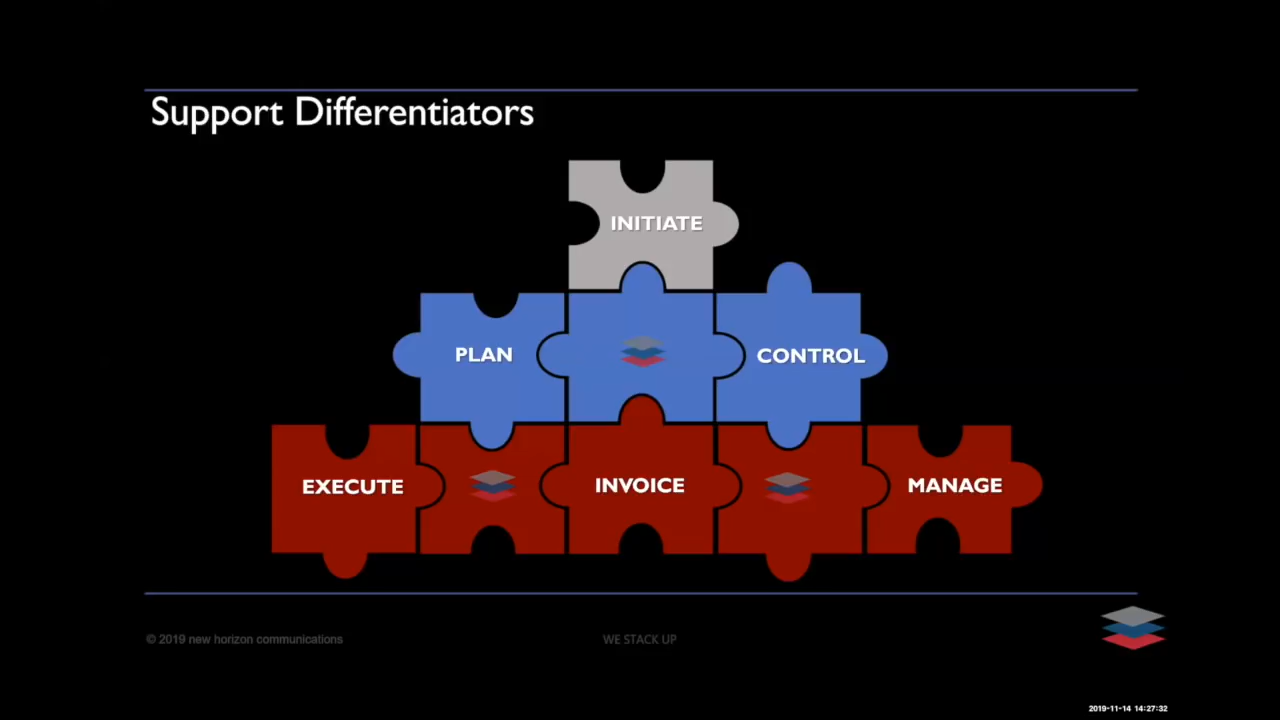 Support Differentiators
INITIATE
PLAN
CONTROL
EXECUTE
INVOICE
MANAGE
© 2019 new horizon communications
WE STACK UP
2019-11-14 14:27:32